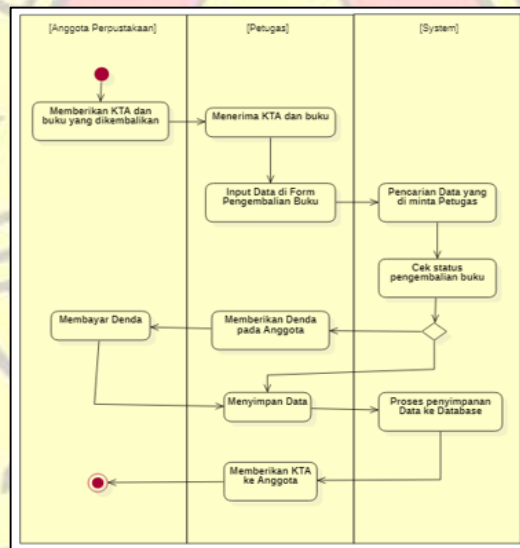 [Anggota Perpustakaan]
[Petugas]
[System]
Memberikan KTA dan
buku yang dikembalikan
Menerima KTA dan buku
Input Data di Form
Pengembalian Buku
Pencarian Data yang
di minta Petugas
Cek status
pengembalian buku
Memberikan Denda
pada Anggota
Membayar Denda
Menyimpan Data
Proses penyimpanan
Data ke Database
Memberikan KTA
ke Anggota